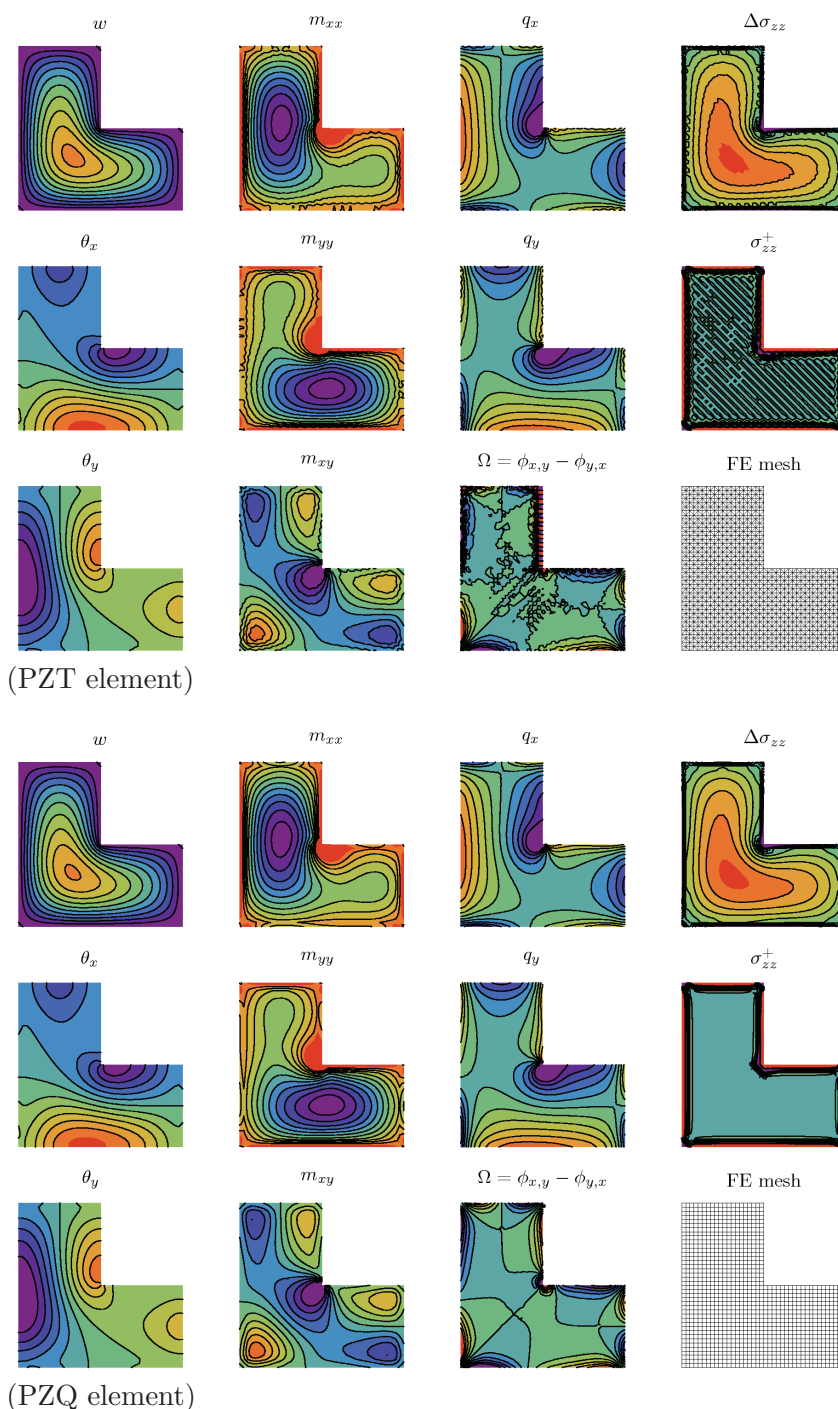 w m_{xx} q_x Δσ_{zz}
θ_x m_{yy} q_y σ_{zz}^+
θ_y m_{xy} Ω = ϕ_{x,y} − ϕ_{y,x} FE mesh
(PZT element)
w m_{xx} q_x Δσ_{zz}
θ_x m_{yy} q_y σ_{zz}^+
θ_y m_{xy} Ω = ϕ_{x,y} − ϕ_{y,x} FE mesh
(PZQ element)